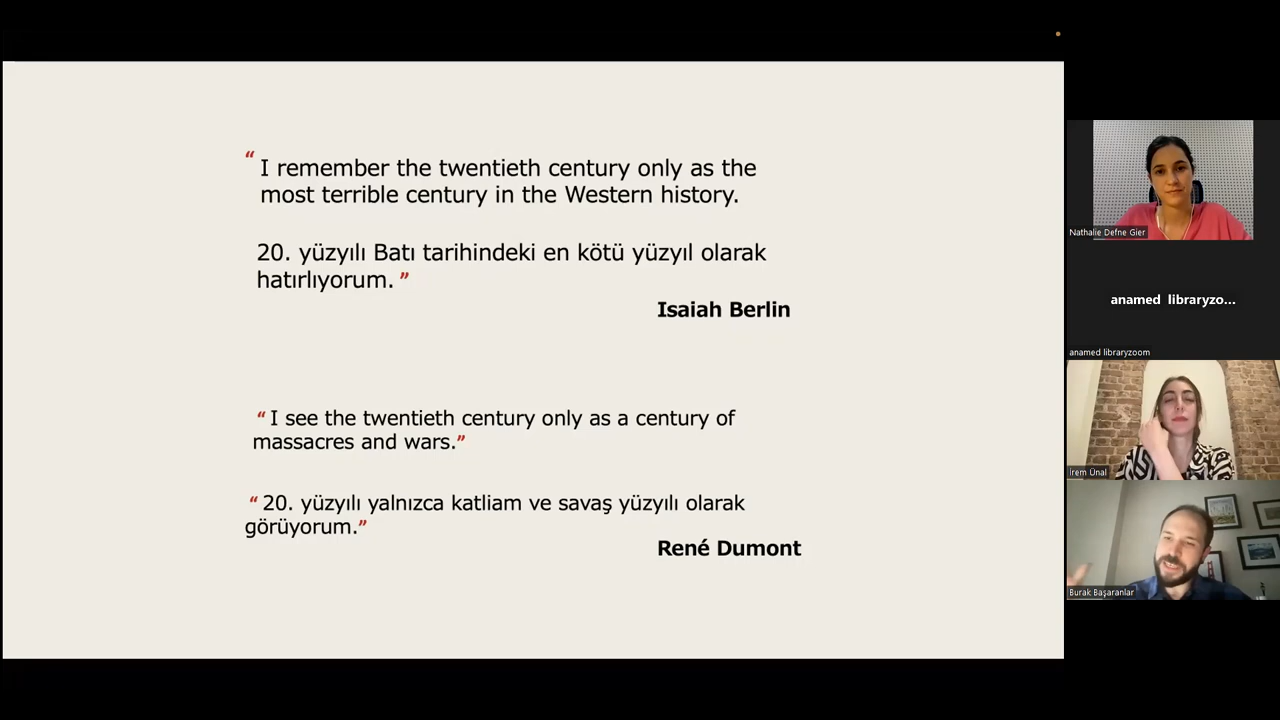 “ I remember the twentieth century only as the
most terrible century in the Western history.
20. yüzyılı Batı tarihindeki en kötü yüzyıl olarak
hatırlıyorum. ”
Isaiah Berlin
“ I see the twentieth century only as a century of
massacres and wars.”
“ 20. yüzyılı yalnızca katliam ve savaş yüzyılı olarak
görüyorum.”
René Dumont
Nathalie Defne Gier
anamed libraryzo...
anamed libraryzoom
Irem Ünal
Burak Başaranlar